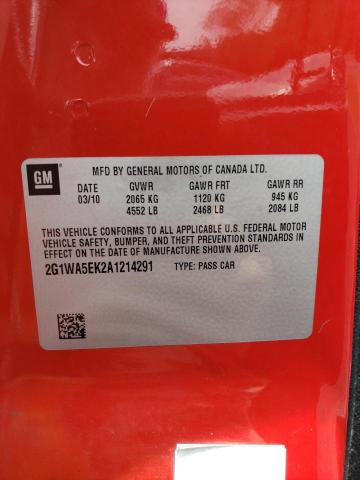 GM
MFD BY GENERAL MOTORS OF CANADA LTD.
DATE GVWR GAWR FRT GAWR RR
03/10 2065 KG 1120 KG 945 KG
4552 LB 2468 LB 2084 LB
THIS VEHICLE CONFORMS TO ALL APPLICABLE U.S. FEDERAL MOTOR
VEHICLE SAFETY, BUMPER, AND THEFT PREVENTION STANDARDS IN
EFFECT ON THE DATE OF MANUFACTURE SHOWN ABOVE.
2G1WA5EK2A1214291 TYPE: PASS CAR